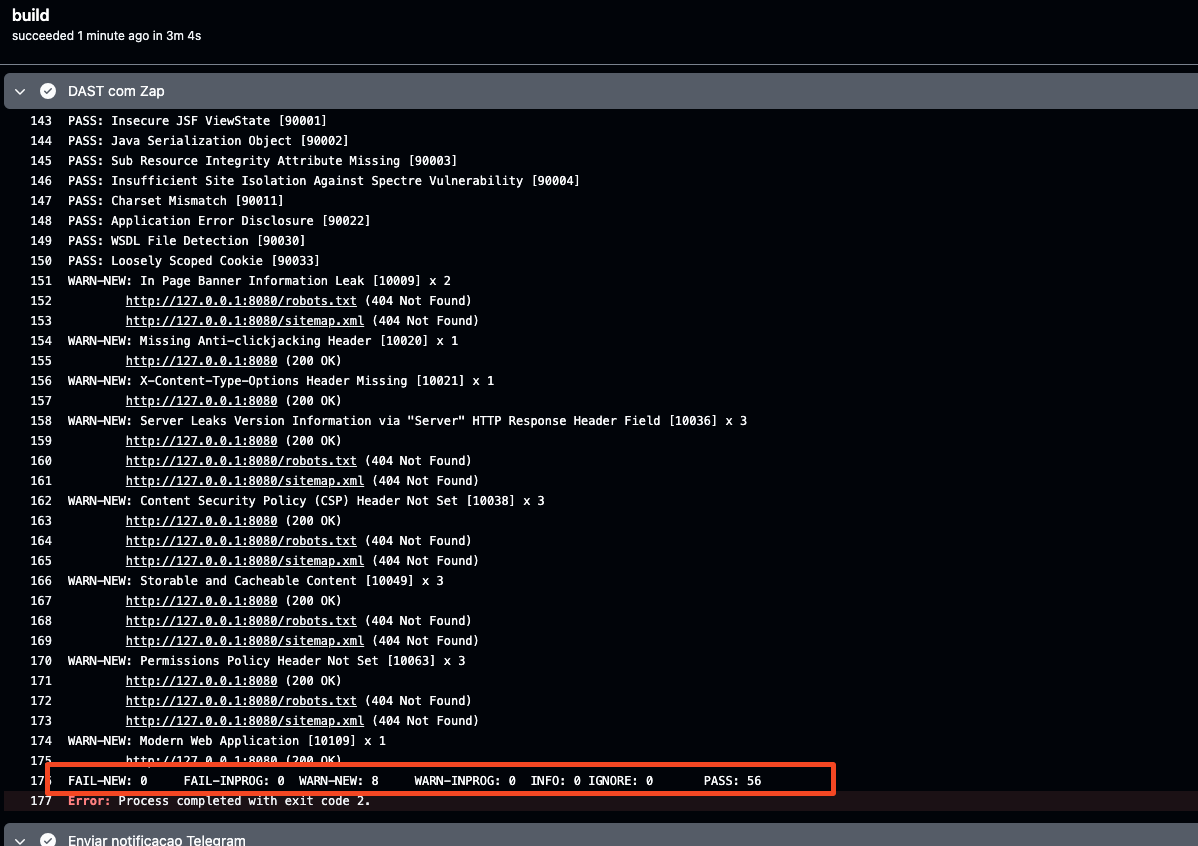 build
succeeded 1 minute ago in 3m 4s
DAST com Zap
143 PASS: Insecure JSF ViewState [90001]
144 PASS: Java Serialization Object [90002]
145 PASS: Sub Resource Integrity Attribute Missing [90003]
146 PASS: Insufficient Site Isolation Against Spectre Vulnerability [90004]
147 PASS: Charset Mismatch [90011]
148 PASS: Application Error Disclosure [90022]
149 PASS: WSDL File Detection [90030]
150 PASS: Loosely Scoped Cookie [90033]
151 WARN-NEW: In Page Banner Information Leak [10009] x 2
152 http://127.0.0.1:8080/robots.txt (404 Not Found)
153 http://127.0.0.1:8080/sitemap.xml (404 Not Found)
154 WARN-NEW: Missing Anti-clickjacking Header [10020] x 1
155 http://127.0.0.1:8080 (200 OK)
156 WARN-NEW: X-Content-Type-Options Header Missing [10021] x 1
157 http://127.0.0.1:8080 (200 OK)
158 WARN-NEW: Server Leaks Version Information via "Server" HTTP Response Header Field [10036] x 3
159 http://127.0.0.1:8080 (200 OK)
160 http://127.0.0.1:8080/robots.txt (404 Not Found)
161 http://127.0.0.1:8080/sitemap.xml (404 Not Found)
162 WARN-NEW: Content Security Policy (CSP) Header Not Set [10038] x 3
163 http://127.0.0.1:8080 (200 OK)
164 http://127.0.0.1:8080/robots.txt (404 Not Found)
165 http://127.0.0.1:8080/sitemap.xml (404 Not Found)
166 WARN-NEW: Storable and Cacheable Content [10049] x 3
167 http://127.0.0.1:8080 (200 OK)
168 http://127.0.0.1:8080/robots.txt (404 Not Found)
169 http://127.0.0.1:8080/sitemap.xml (404 Not Found)
170 WARN-NEW: Permissions Policy Header Not Set [10063] x 3
171 http://127.0.0.1:8080 (200 OK)
172 http://127.0.0.1:8080/robots.txt (404 Not Found)
173 http://127.0.0.1:8080/sitemap.xml (404 Not Found)
174 WARN-NEW: Modern Web Application [10109] x 1
175 http://127.0.0.1:8080 (200 OK)
176 FAIL-NEW: 0 FAIL-INPROG: 0 WARN-NEW: 8 WARN-INPROG: 0 INFO: 0 IGNORE: 0 PASS: 56
177 Error: Process completed with exit code 2.
Enviar notificacao Telegram